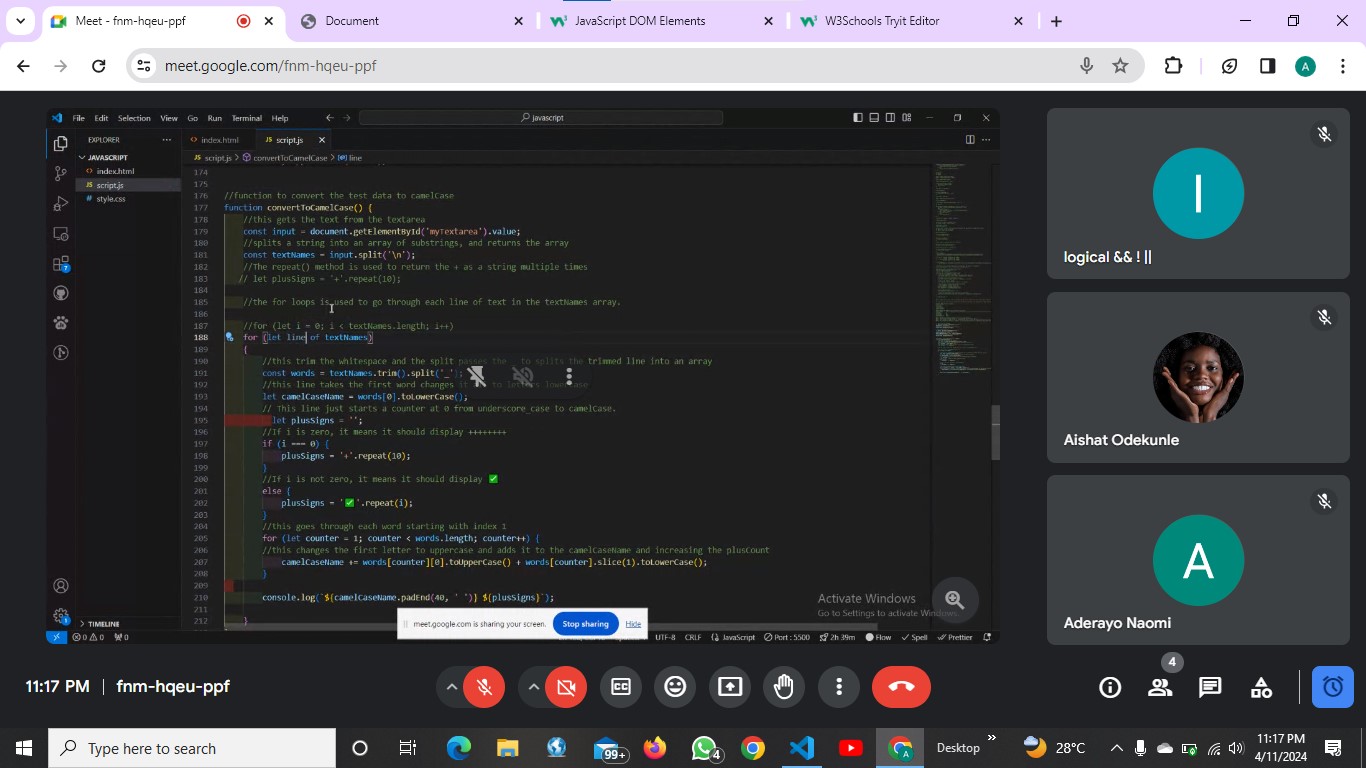 Meet - fnm-hqeu-ppf
Document
JavaScript DOM Elements
W3Schools Tryit Editor
meet.google.com/fnm-hqeu-ppf
A
File Edit Selection View Go Run Terminal Help
javascript
EXPLORER
JAVASCRIPT
index.html
script.js
style.css
TIMELINE
index.html
JS script.js
JS script.js > convertToCamelCase > line
174
175
176 //function to convert the test data to camelCase
177 function convertToCamelCase() {
178 //this gets the text from the textarea
179 const input = document.getElementById('myTextarea').value;
180 //splits a string into an array of substrings, and returns the array
181 const textNames = input.split('\n');
182 //The repeat() method is used to return the + as a string multiple times
183 // let plusSigns = '+'.repeat(10);
184
185 //the for loops is used to go through each line of text in the textNames array.
186
187 //for (let i = 0; i < textNames.length; i++)
188 for (let line of textNames)
189 {
190 //this trim the whitespace and the split passes the _ to splits the trimmed line into an array
191 const words = textNames.trim().split('_');
192 //this line takes the first word changes it to letters lowercase
193 let camelCaseName = words[0].toLowerCase();
194 // This line just starts a counter at 0 from underscore_case to camelCase.
195 let plusSigns = '';
196 //If i is zero, it means it should display ++++++++
197 if (i === 0) {
198 plusSigns = '+'.repeat(10);
199 }
200 //If i is not zero, it means it should display ✅
201 else {
202 plusSigns = '✅'.repeat(i);
203 }
204 //this goes through each word starting with index 1
205 for (let counter = 1; counter < words.length; counter++) {
206 //this changes the first letter to uppercase and adds it to the camelCaseName and increasing the plusCount
207 camelCaseName += words[counter][0].toUpperCase() + words[counter].slice(1).toLowerCase();
208 }
209
210 console.log(`${camelCaseName.padEnd(40, ' ')} ${plusSigns}`);
211
212 }
Activate Windows
Go to Settings to activate Windows.
meet.google.com is sharing your screen.
Stop sharing
Hide
0 0 0
UTF-8 CRLF JavaScript Port : 5500 2h 39m Flow Spell Prettier
I
logical && ! ||
Aishat Odekunle
A
Aderayo Naomi
11:17 PM | fnm-hqeu-ppf
4
Type here to search
99+
4
A
Desktop
28°C
11:17 PM
4/11/2024